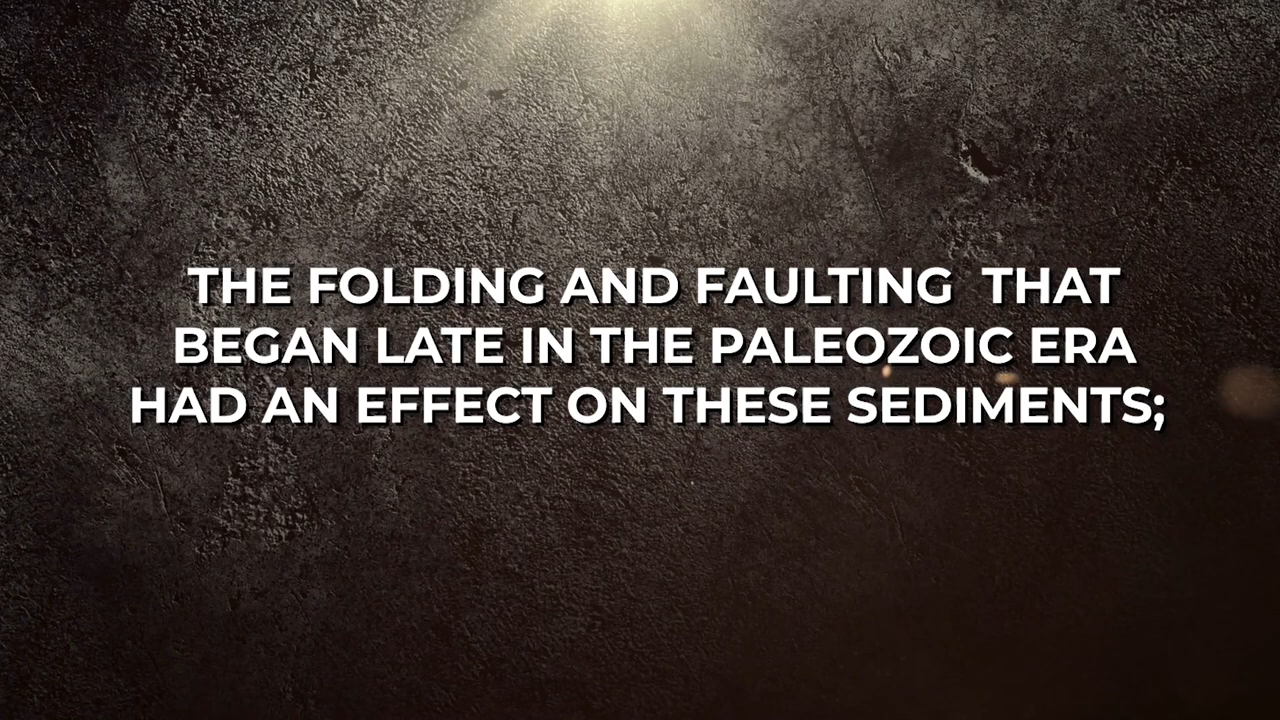 THE FOLDING AND FAULTING  THAT
BEGAN LATE IN THE PALEOZOIC ERA
HAD AN EFFECT ON THESE SEDIMENTS;